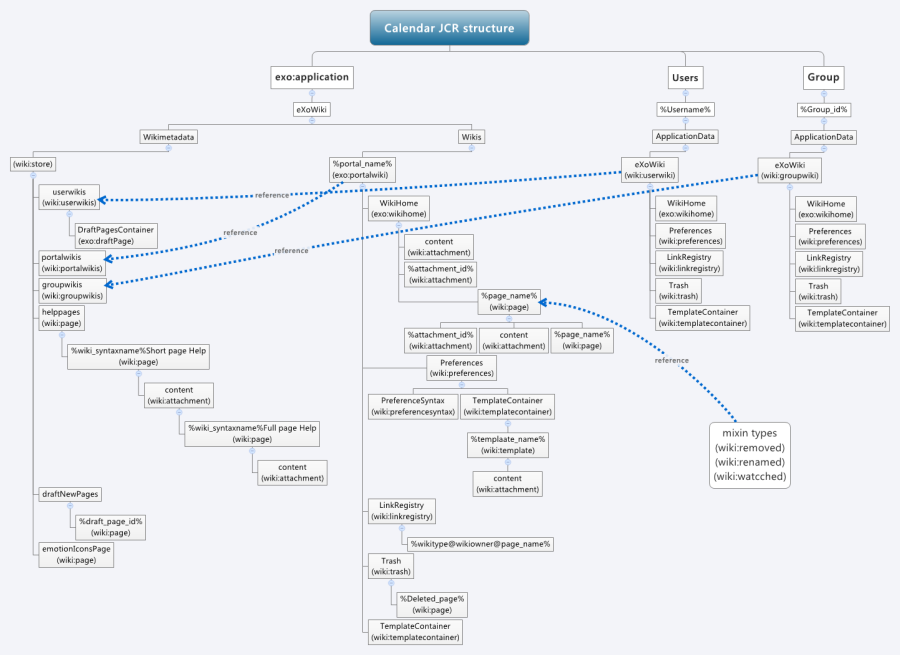 Calendar JCR structure
exo:application
Users
Group
eXoWiki
%Username%
%Group_id%
Wikimetadata
Wikis
ApplicationData
ApplicationData
(wiki:store)
userwikis
(wiki:userwikis)
DraftPagesContainer
(exo:draftPage)
portalwikis
(wiki:portalwikis)
groupwikis
(wiki:groupwikis)
helppages
(wiki:page)
%wiki_syntaxname%Short page Help
(wiki:page)
content
(wiki:attachment)
%wiki_syntaxname%Full page Help
(wiki:page)
content
(wiki:attachment)
draftNewPages
%draft_page_id%
(wiki:page)
emotionIconsPage
(wiki:page)
reference
reference
reference
%portal_name%
(exo:portalwiki)
WikiHome
(exo:wikihome)
content
(wiki:attachment)
%attachment_id%
(wiki:attachment)
%page_name%
(wiki:page)
%attachment_id%
(wiki:attachment)
content
(wiki:attachment)
%page_name%
(wiki:page)
Preferences
(wiki:preferences)
PreferenceSyntax
(wiki:preferencesyntax)
TemplateContainer
(wiki:templatecontainer)
%templaate_name%
(wiki:template)
content
(wiki:attachment)
LinkRegistry
(wiki:linkregistry)
%wikitype@wikiowner@page_name%
Trash
(wiki:trash)
%Deleted_page%
(wiki:page)
TemplateContainer
(wiki:templatecontainer)
eXoWiki
(wiki:userwiki)
WikiHome
(exo:wikihome)
Preferences
(wiki:preferences)
LinkRegistry
(wiki:linkregistry)
Trash
(wiki:trash)
TemplateContainer
(wiki:templatecontainer)
eXoWiki
(wiki:groupwiki)
WikiHome
(exo:wikihome)
Preferences
(wiki:preferences)
LinkRegistry
(wiki:linkregistry)
Trash
(wiki:trash)
TemplateContainer
(wiki:templatecontainer)
reference
mixin types
(wiki:removed)
(wiki:renamed)
(wiki:watcched)